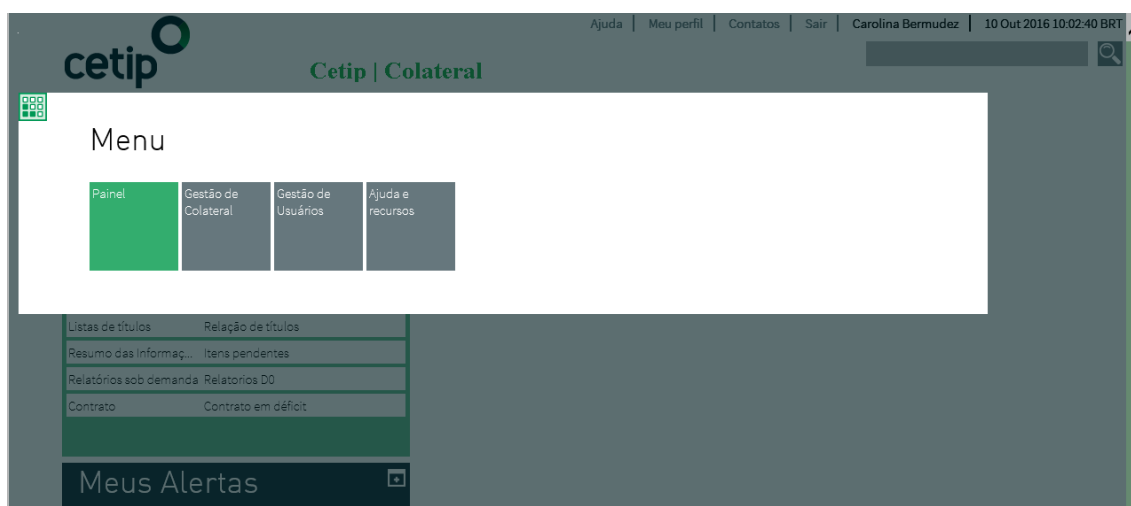 Ajuda | Meu perfil | Contatos | Sair | Carolina Bermudez | 10 Out 2016 10:02:40 BRT
cetip
Cetip | Colateral
Menu
Painel
Gestão de
Colateral
Gestão de
Usuários
Ajuda e
recursos
Listas de títulos Relação de títulos
Resumo das Informaç... Itens pendentes
Relatórios sob demanda Relatorios D0
Contrato Contrato em déficit
Meus Alertas